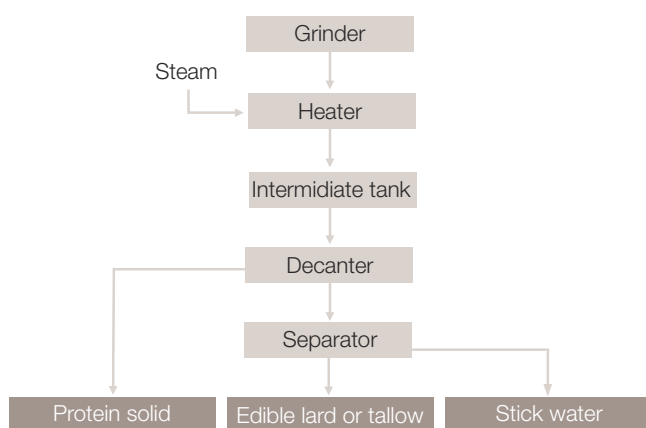 Grinder
Steam
Heater
Intermidiate tank
Decanter
Separator
Protein solid
Edible lard or tallow
Stick water